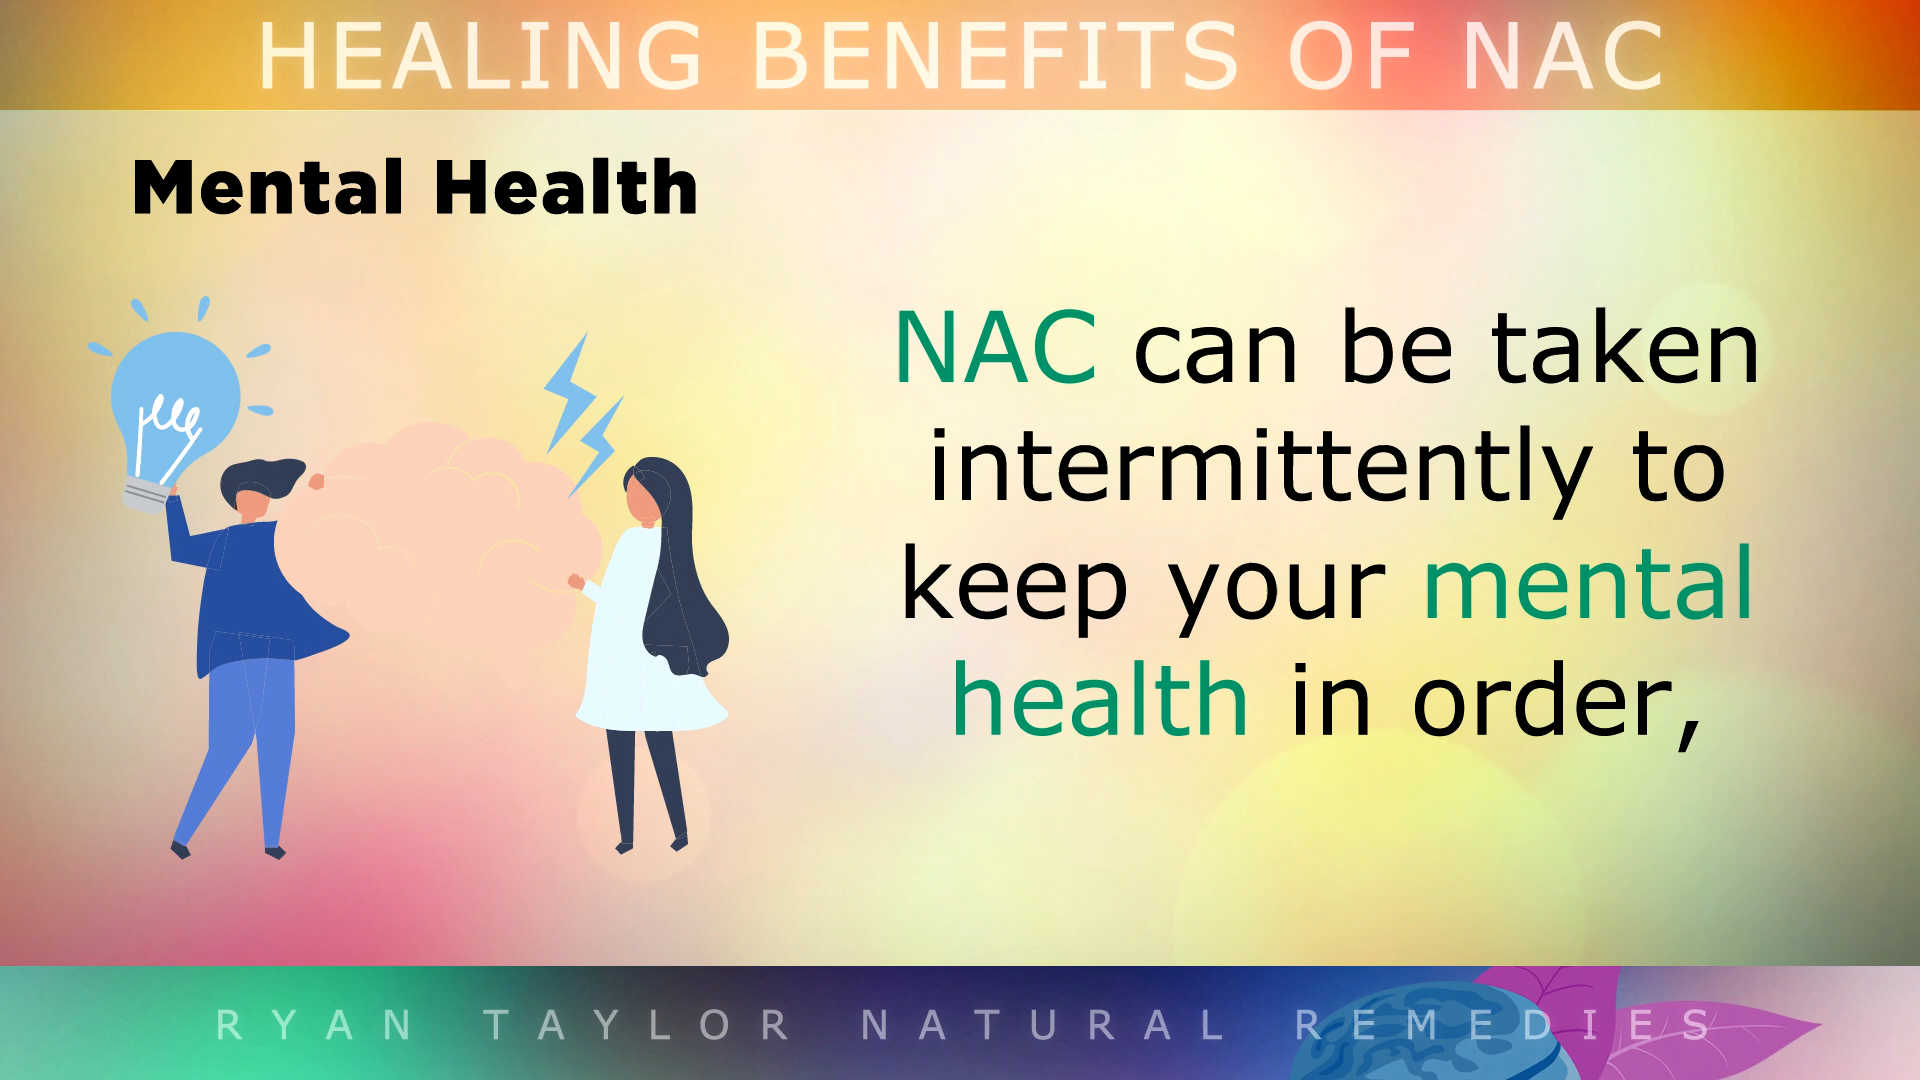 HEALING BENEFITS OF NAC
Mental Health
NAC can be taken
intermittently to
keep your mental
health in order,
RYAN TAYLOR NATURAL REMEDIES